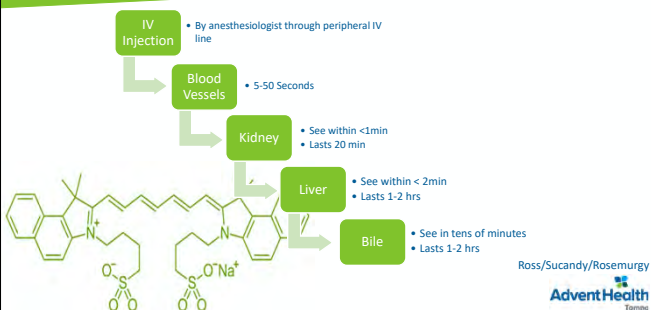 IV
Injection
• By anesthesiologist through peripheral IV
line
Blood
Vessels
• 5-50 Seconds
Kidney
• See within <1min
• Lasts 20 min
Liver
• See within < 2min
• Lasts 1-2 hrs
Bile
• See in tens of minutes
• Lasts 1-2 hrs
N+
N
O-
O-Na+
S
S
O O
O O
Ross/Sucandy/Rosemurgy
AdventHealth
Tampa